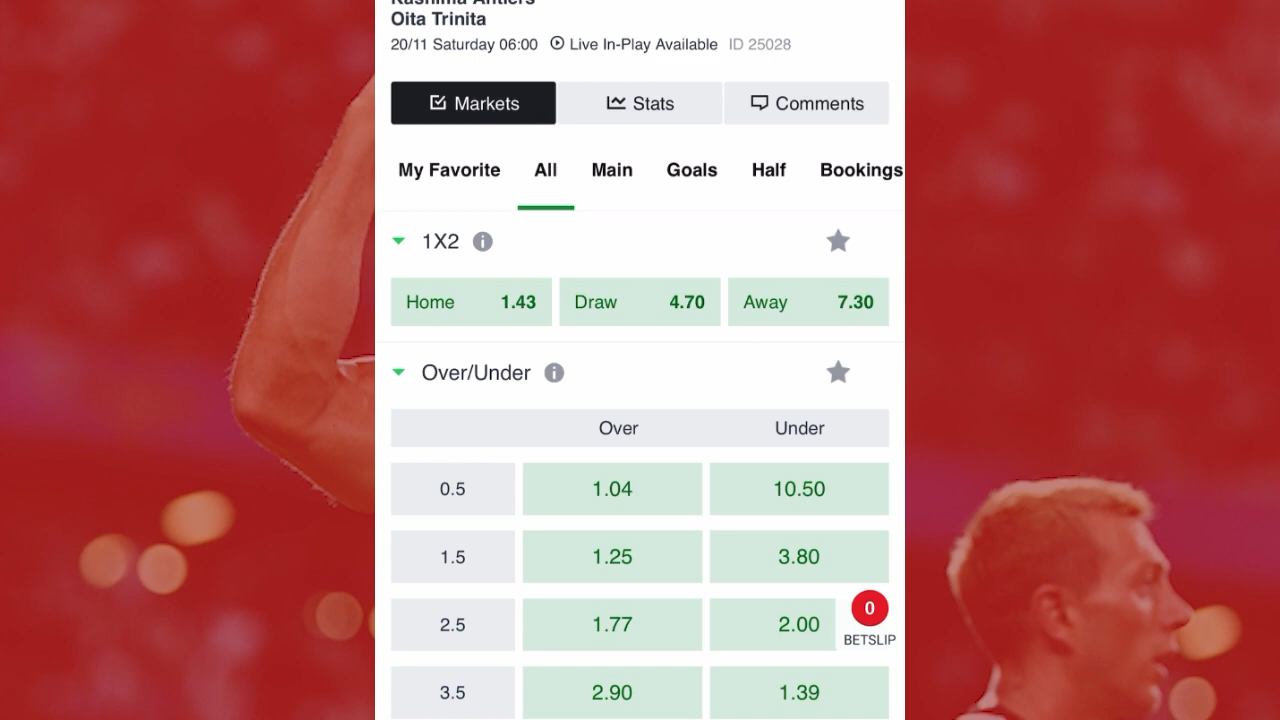 Kashima Antlers
Oita Trinita
20/11 Saturday 06:00 Live In-Play Available ID 25028
Markets Stats Comments
My Favorite All Main Goals Half Bookings
1X2
Home 1.43 Draw 4.70 Away 7.30
Over/Under
Over Under
0.5 1.04 10.50
1.5 1.25 3.80
2.5 1.77 2.00
0
BETSLIP
3.5 2.90 1.39